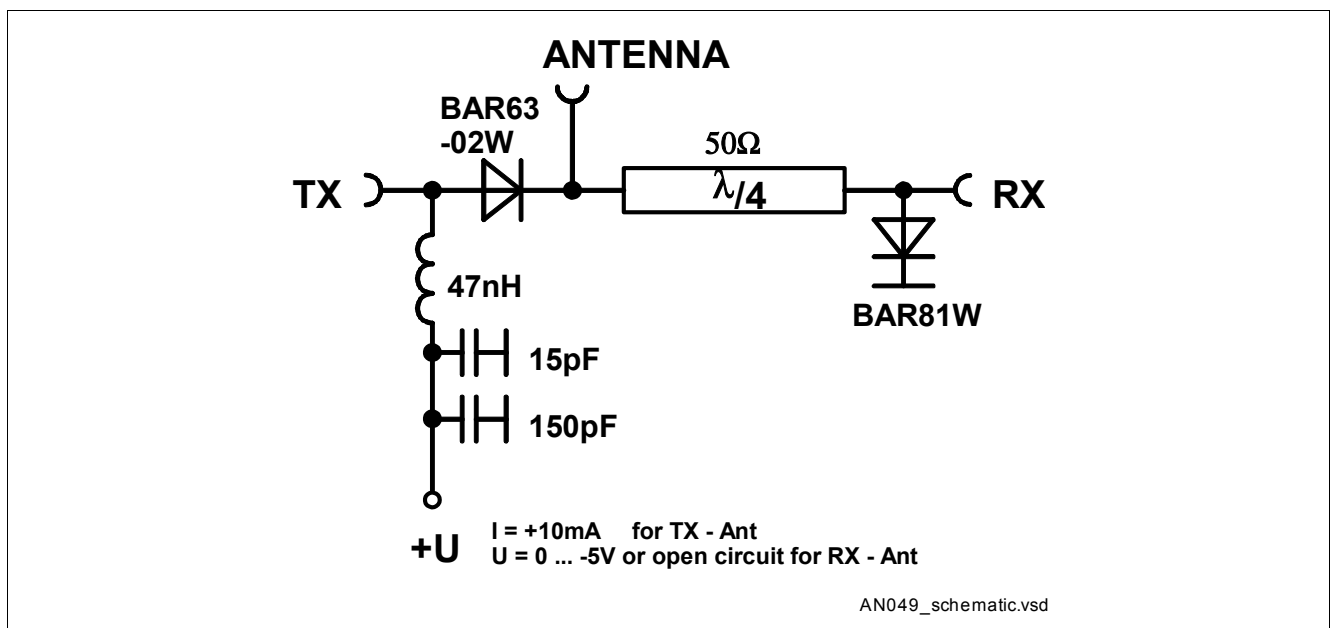 ANTENNA
BAR63
-02W
50Ω
TX
λ/4
RX
47nH
BAR81W
15pF
150pF
+U
I = +10mA for TX - Ant
U = 0 ... -5V or open circuit for RX - Ant
AN049_schematic.vsd